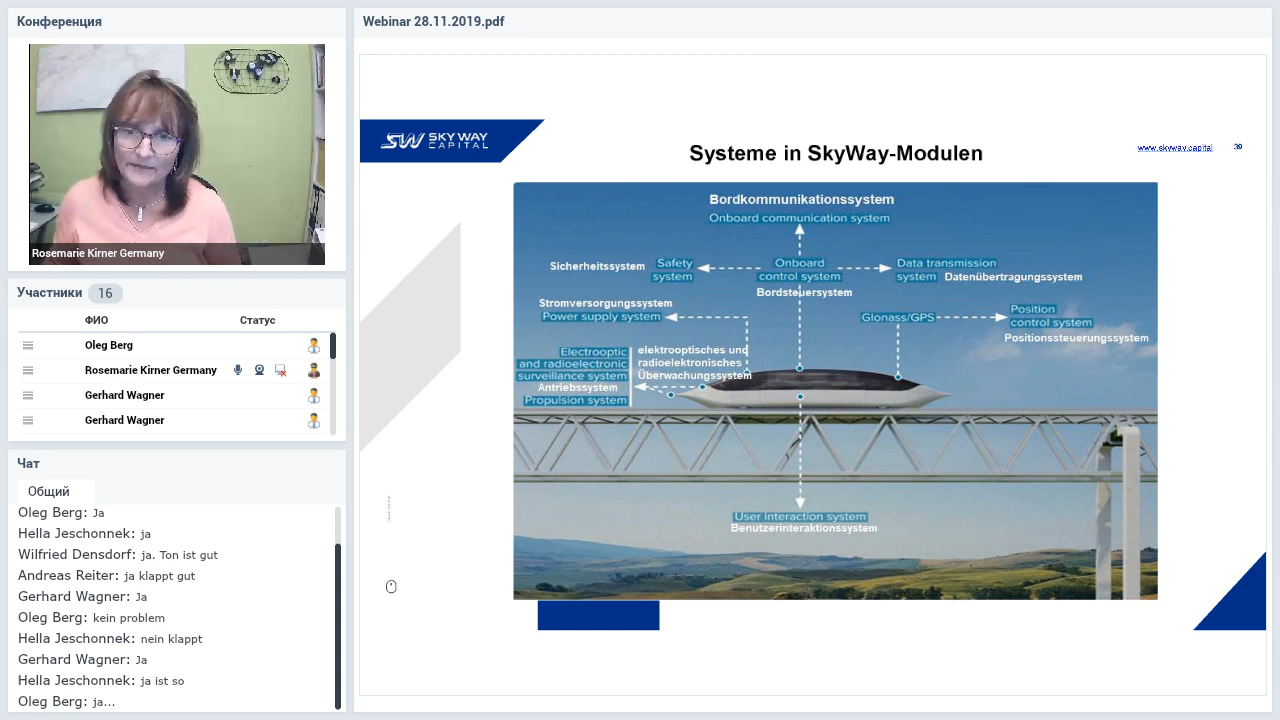 Конференция
Rosemarie Kirner Germany
Участники 16
ФИО Статус
Oleg Berg
Rosemarie Kirner Germany
Gerhard Wagner
Gerhard Wagner
Чат
Общий
Oleg Berg: Ja
Hella Jeschonnek: ja
Wilfried Densdorf: ja. Ton ist gut
Andreas Reiter: ja klappt gut
Gerhard Wagner: Ja
Oleg Berg: kein problem
Hella Jeschonnek: nein klappt
Gerhard Wagner: Ja
Hella Jeschonnek: ja ist so
Oleg Berg: ja...
Webinar 28.11.2019.pdf
SW SKY WAY
CAPITAL
Systeme in SkyWay-Modulen
www.skyway.capital 39
Bordkommunikationssystem
Onboard communication system
Sicherheitssystem
Safety
system
Onboard
control system
Bordsteuersystem
Data transmission
system Datenübertragungssystem
Stromversorgungssystem
Power supply system
Glonass/GPS
Position
control system
Positionssteuerungssystem
Electrooptic
and radioelectronic
surveillance system
elektrooptisches und
radioelektronisches
Überwachungssystem
Antriebssystem
Propulsion system
User interaction system
Benutzerinteraktionssystem